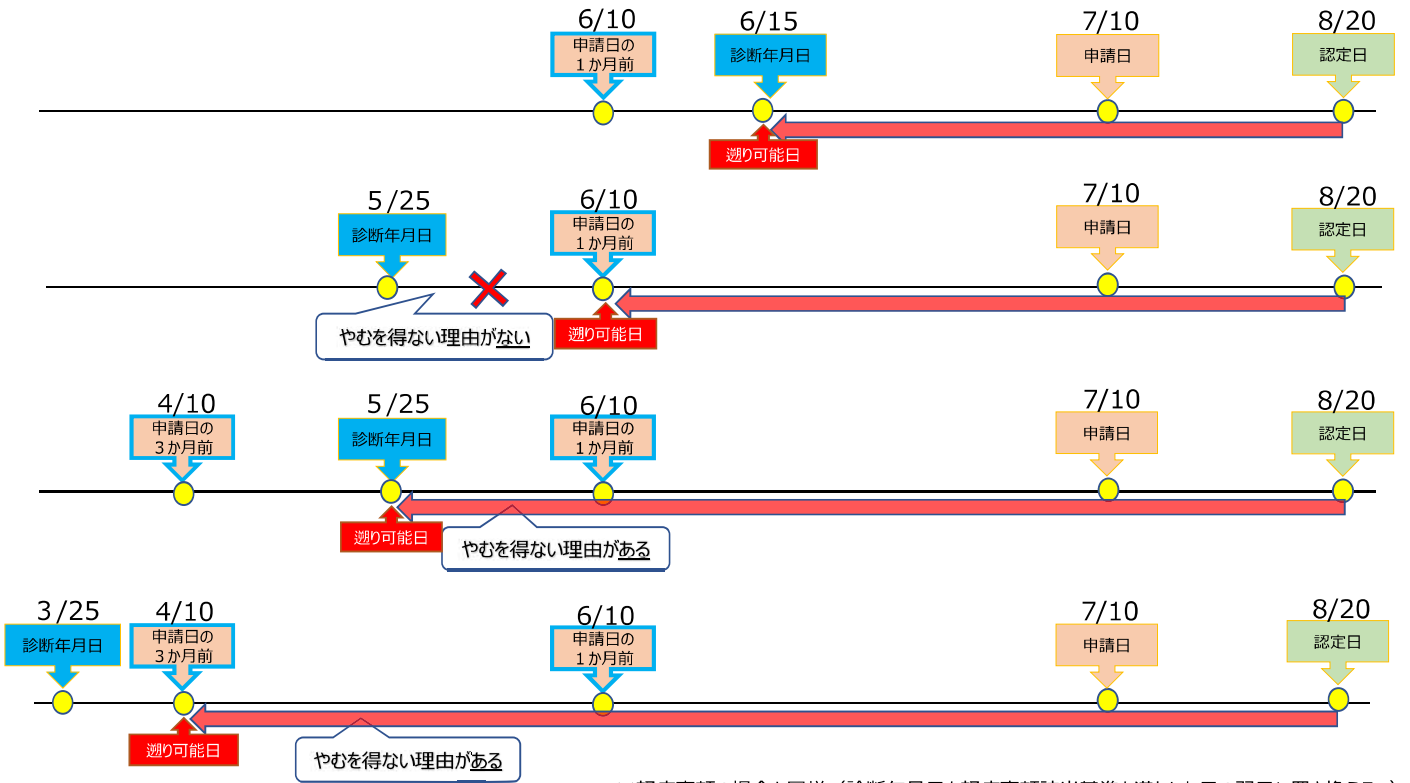 6/10
申請日の
１か月前
6/15
診断年月日
7/10
申請日
8/20
認定日
遡り可能日
5/25
診断年月日
6/10
申請日の
１か月前
7/10
申請日
8/20
認定日
やむを得ない理由がない
遡り可能日
4/10
申請日の
３か月前
5/25
診断年月日
6/10
申請日の
１か月前
7/10
申請日
8/20
認定日
遡り可能日
やむを得ない理由がある
3/25
診断年月日
4/10
申請日の
３か月前
6/10
申請日の
１か月前
7/10
申請日
8/20
認定日
遡り可能日
やむを得ない理由がある